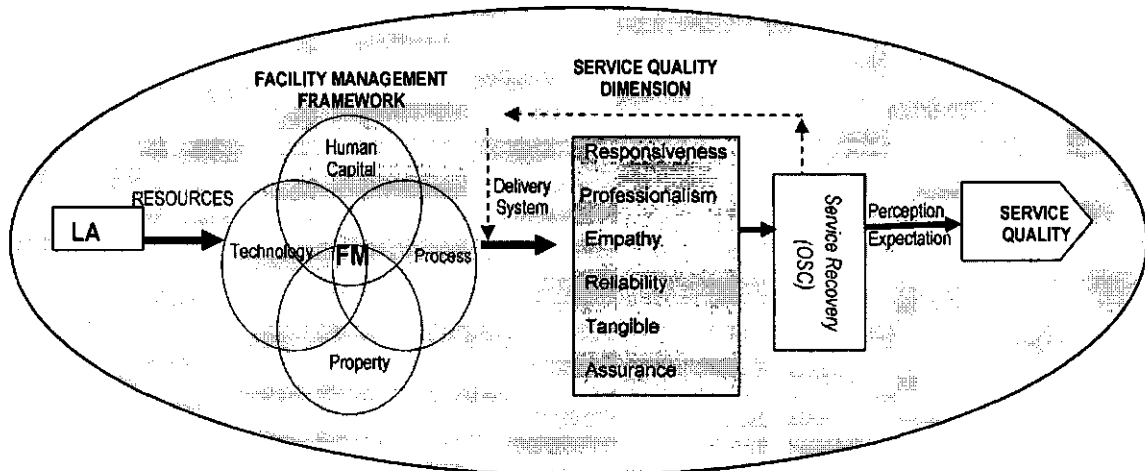 FACILITY MANAGEMENT
FRAMEWORK
SERVICE QUALITY
DIMENSION
LA
RESOURCES
Human
Capital
Technology
FM
Process
Property
Delivery
System
Responsiveness
Professionalism
Empathy
Reliability
Tangible
Assurance
Service Recovery
(OSC)
Perception
Expectation
SERVICE
QUALITY